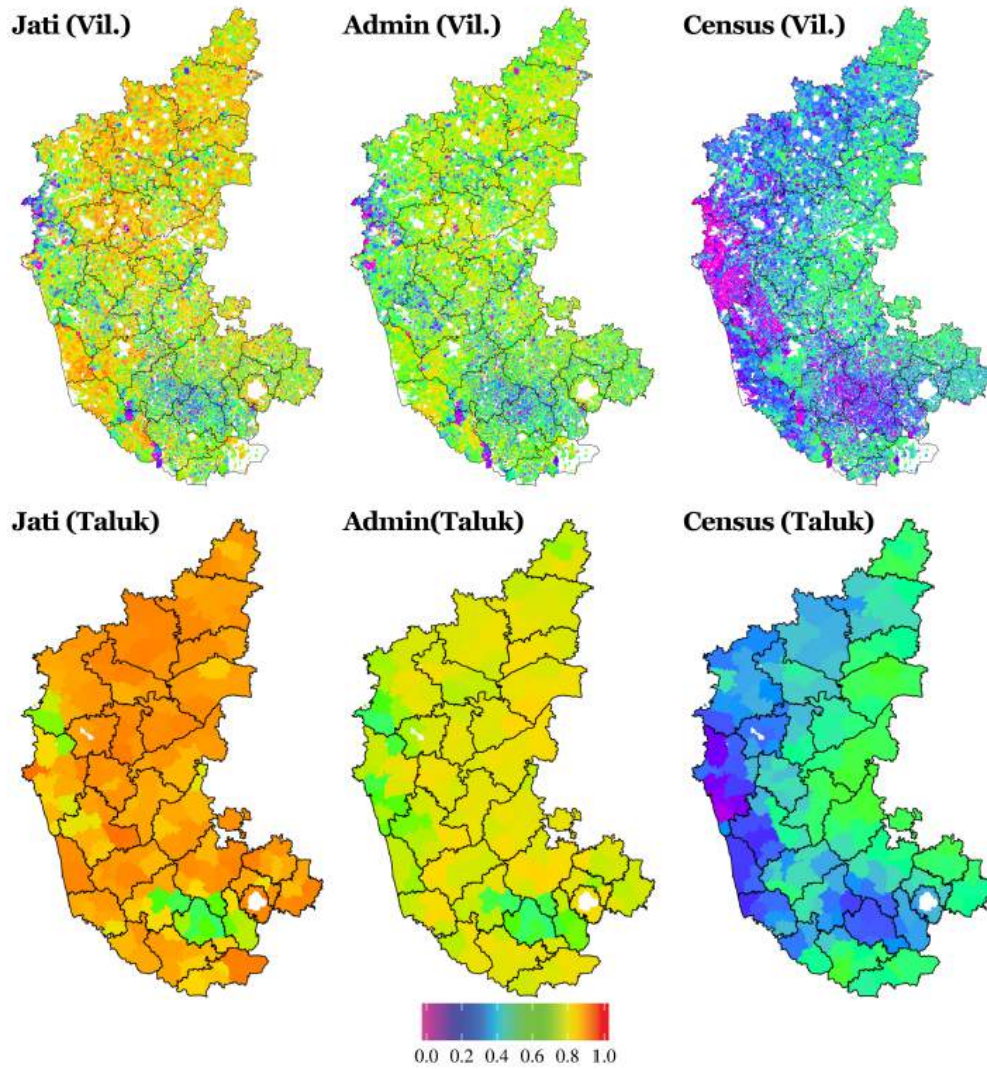 Jati (Vil.) Admin (Vil.) Census (Vil.)
Jati (Taluk) Admin(Taluk) Census (Taluk)
0.0 0.2 0.4 0.6 0.8 1.0